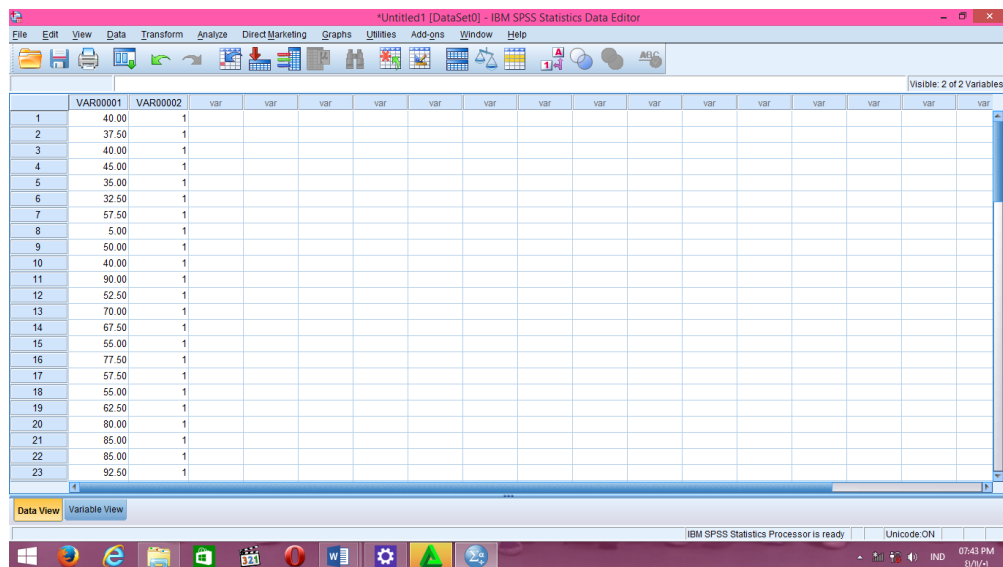 *Untitled1 [DataSet0] - IBM SPSS Statistics Data Editor
File Edit View Data Transform Analyze Direct Marketing Graphs Utilities Add-ons Window Help
Visible: 2 of 2 Variables
VAR00001 VAR00002 var var var var var var var var var var var var var var var
1 40.00 1
2 37.50 1
3 40.00 1
4 45.00 1
5 35.00 1
6 32.50 1
7 57.50 1
8 5.00 1
9 50.00 1
10 40.00 1
11 90.00 1
12 52.50 1
13 70.00 1
14 67.50 1
15 55.00 1
16 77.50 1
17 57.50 1
18 55.00 1
19 62.50 1
20 80.00 1
21 85.00 1
22 85.00 1
23 92.50 1
Data View Variable View
IBM SPSS Statistics Processor is ready Unicode:ON
IND 07:43 PM